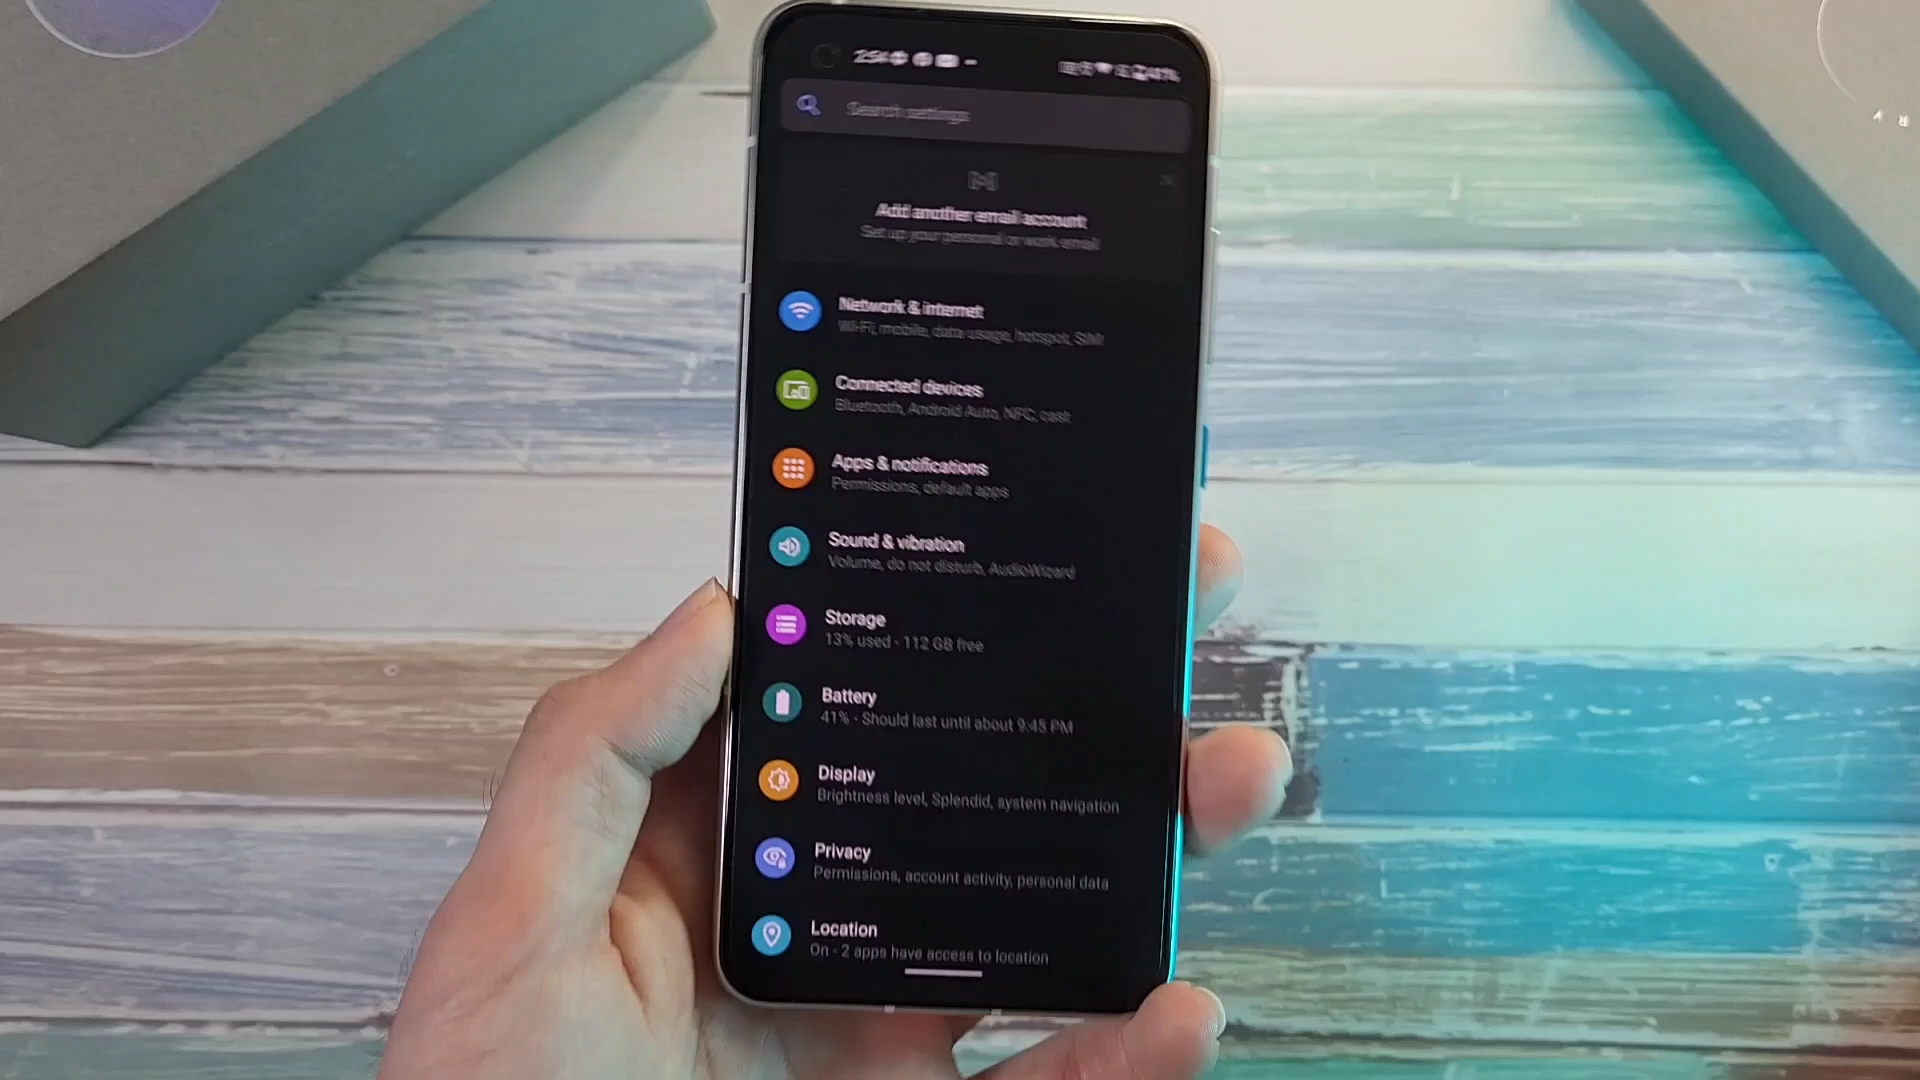 2:54
41%
Search settings
Add another email account
Set up your personal or work email
Network & internet
Wi-Fi, mobile, data usage, hotspot, SIM
Connected devices
Bluetooth, Android Auto, NFC, cast
Apps & notifications
Permissions, default apps
Sound & vibration
Volume, do not disturb, AudioWizard
Storage
13% used - 112 GB free
Battery
41% - Should last until about 9:45 PM
Display
Brightness level, Splendid, system navigation
Privacy
Permissions, account activity, personal data
Location
On - 2 apps have access to location